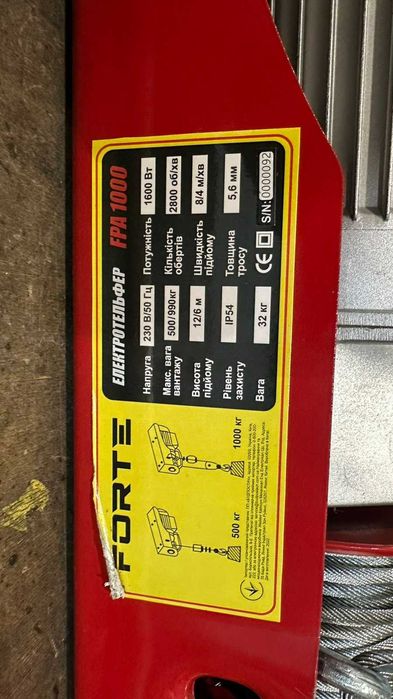 FORTE
ЕЛЕКТРОТЕЛЬФЕР FPA 1000
Напруга 230 В/50 Гц Потужність 1600 Вт
Макс. вага вантажу 500/990кг Кількість обертів 2800 об/хв
Висота підйому 12/6 м Швидкість підйому 8/4 м/хв
Рівень захисту IP54 Товщина тросу 5,6 мм
Вага 32 кг CE S/N: 0000092
500 кг 1000 кг